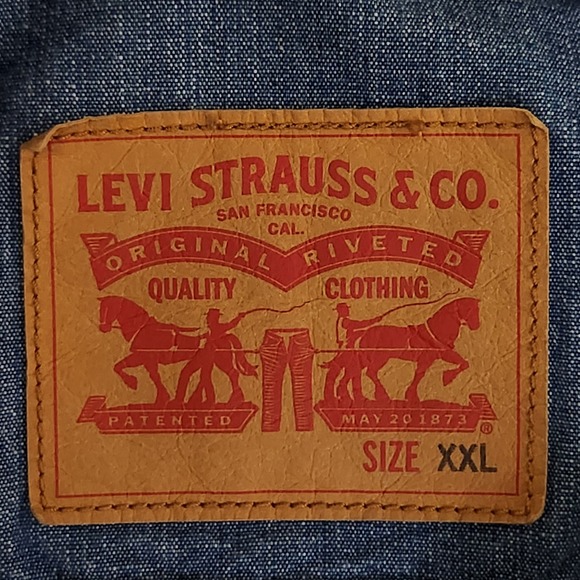 LEVI STRAUSS & CO.
SAN FRANCISCO
CAL.
ORIGINAL RIVETED
QUALITY CLOTHING
PATENTED MAY 20 1873 ®
SIZE XXL